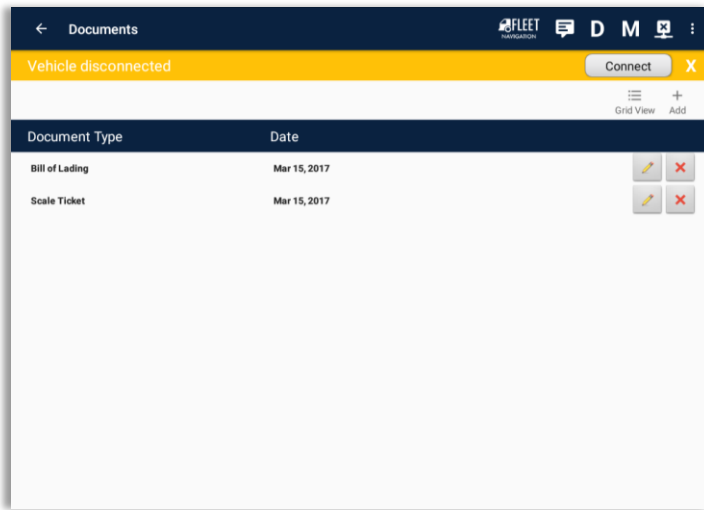 Documents
FLEET
NAVIGATION
D M
Vehicle disconnected Connect X
Grid View Add
Document Type Date
Bill of Lading Mar 15, 2017
Scale Ticket Mar 15, 2017